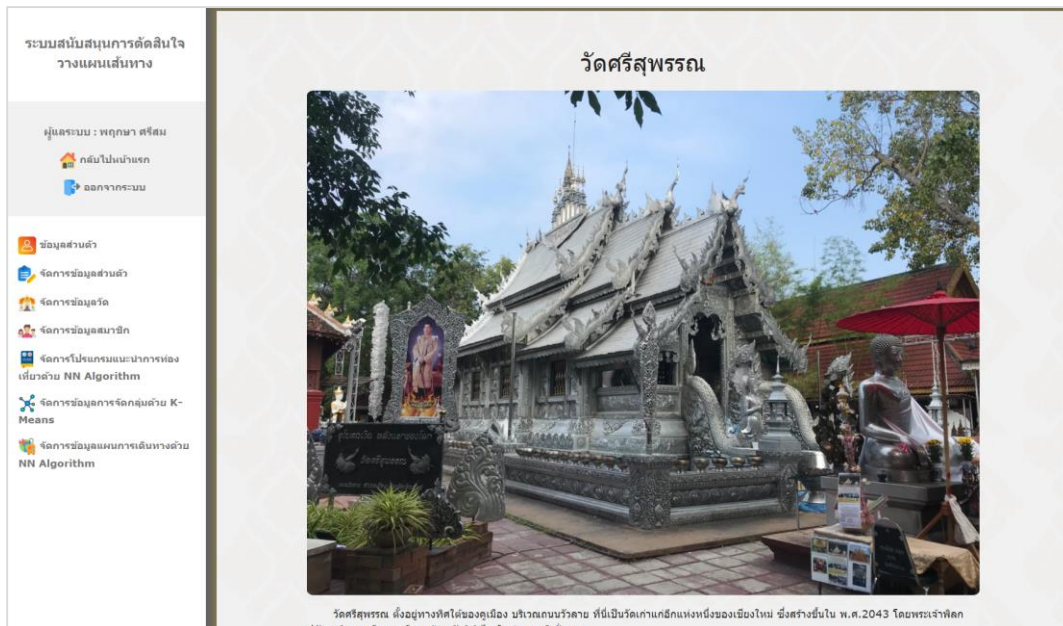 ระบบสนับสนุนการตัดสินใจ
วางแผนเส้นทาง
ผู้ดูแลระบบ : พฤกษา ศรีสม
กลับไปหน้าแรก
ออกจากระบบ
ข้อมูลส่วนตัว
จัดการข้อมูลส่วนตัว
จัดการข้อมูลวัด
จัดการข้อมูลสมาชิก
จัดการโปรแกรมแนะนำการท่อง
เที่ยวด้วย NN Algorithm
จัดการข้อมูลการจัดกลุ่มด้วย K-
Means
จัดการข้อมูลแผนการเดินทางด้วย
NN Algorithm
วัดศรีสุพรรณ
วัดศรีสุพรรณ ตั้งอยู่ทางทิศใต้ของคูเมือง บริเวณถนนวัวลาย ที่นี่เป็นวัดเก่าแก่อีกแห่งหนึ่งของเชียงใหม่ ซึ่งสร้างขึ้นใน พ.ศ.2043 โดยพระเจ้าพิลก